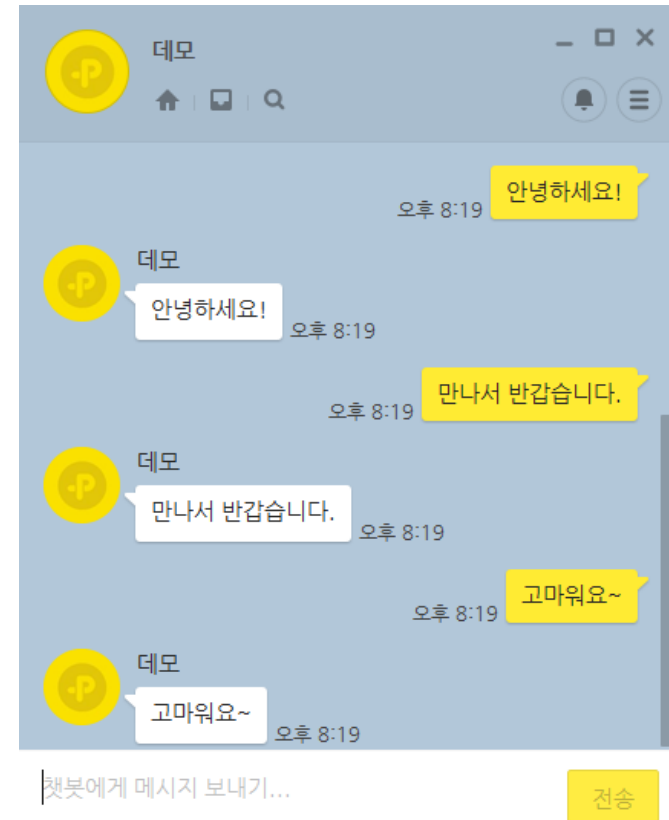 데모
안녕하세요!
오후 8:19
데모
안녕하세요!
오후 8:19
만나서 반갑습니다.
오후 8:19
데모
만나서 반갑습니다.
오후 8:19
고마워요~
오후 8:19
데모
고마워요~
오후 8:19
챗봇에게 메시지 보내기...
전송